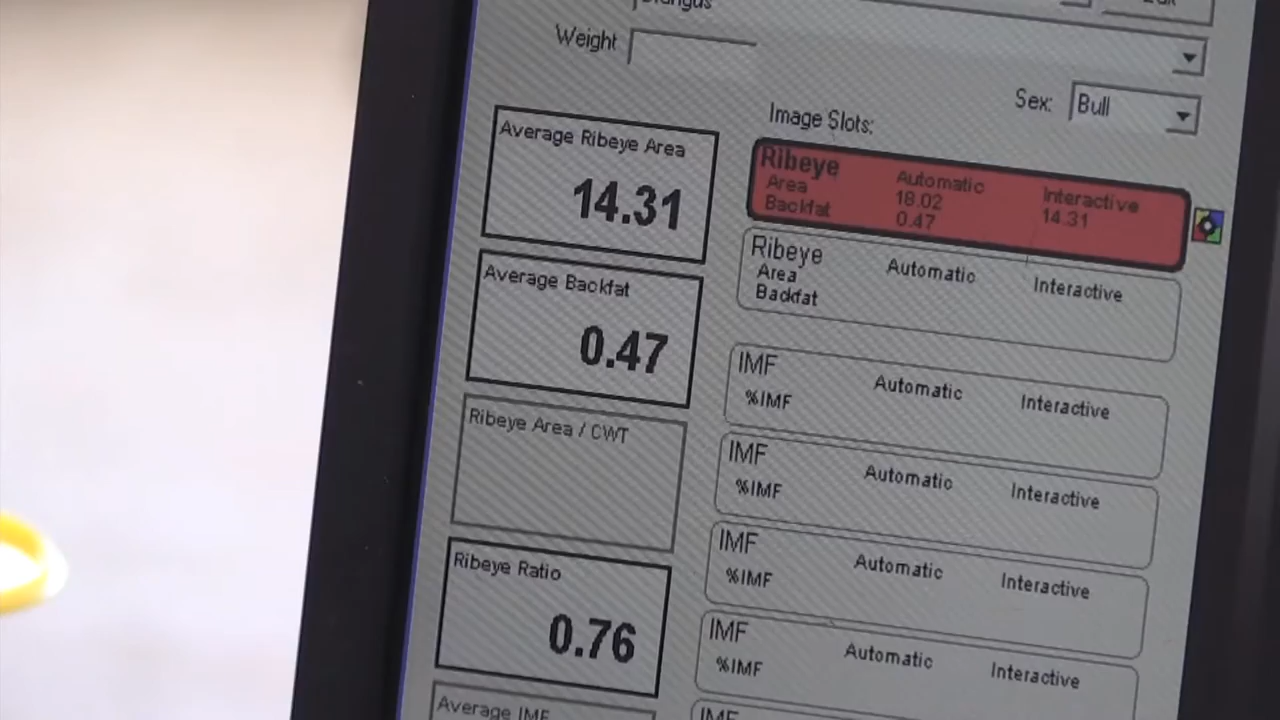 Weight
Sex: Bull
Image Slots:
Average Ribeye Area
14.31
Ribeye
Automatic
Interactive
Area
18.02
14.31
Backfat
0.47
Average Backfat
0.47
Ribeye
Automatic
Interactive
Area
Backfat
Ribeye Area / CWT
IMF
Automatic
Interactive
%IMF
IMF
Automatic
Interactive
%IMF
Ribeye Ratio
0.76
IMF
Automatic
Interactive
%IMF
IMF
Automatic
Interactive
%IMF
Average IMF
IMF